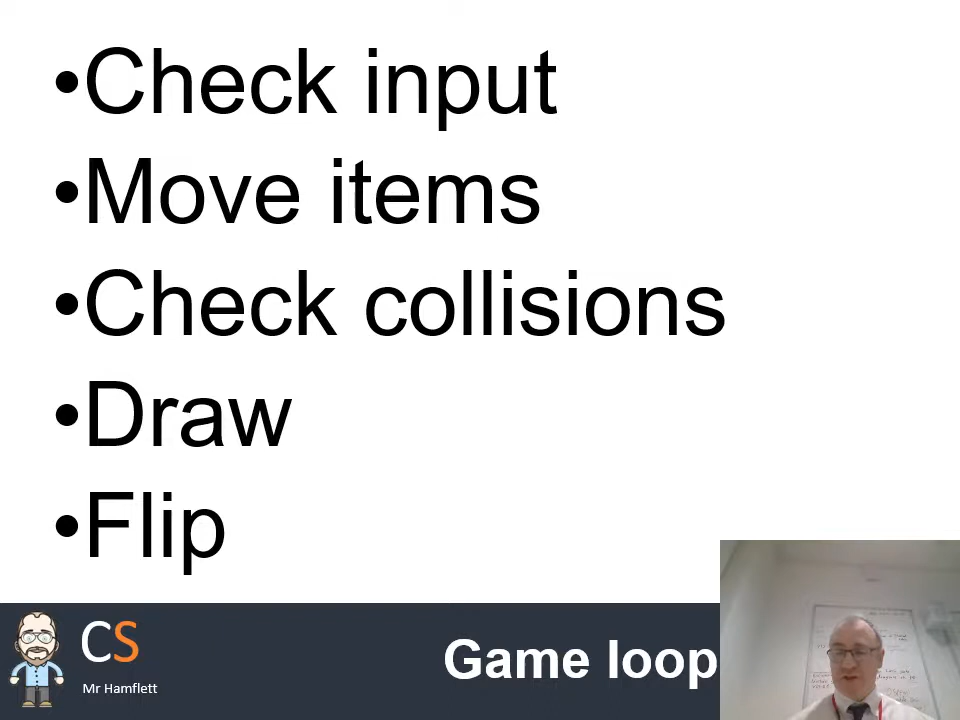 •Check input
•Move items
•Check collisions
•Draw
•Flip
CS
Mr Hamflett
Game loop